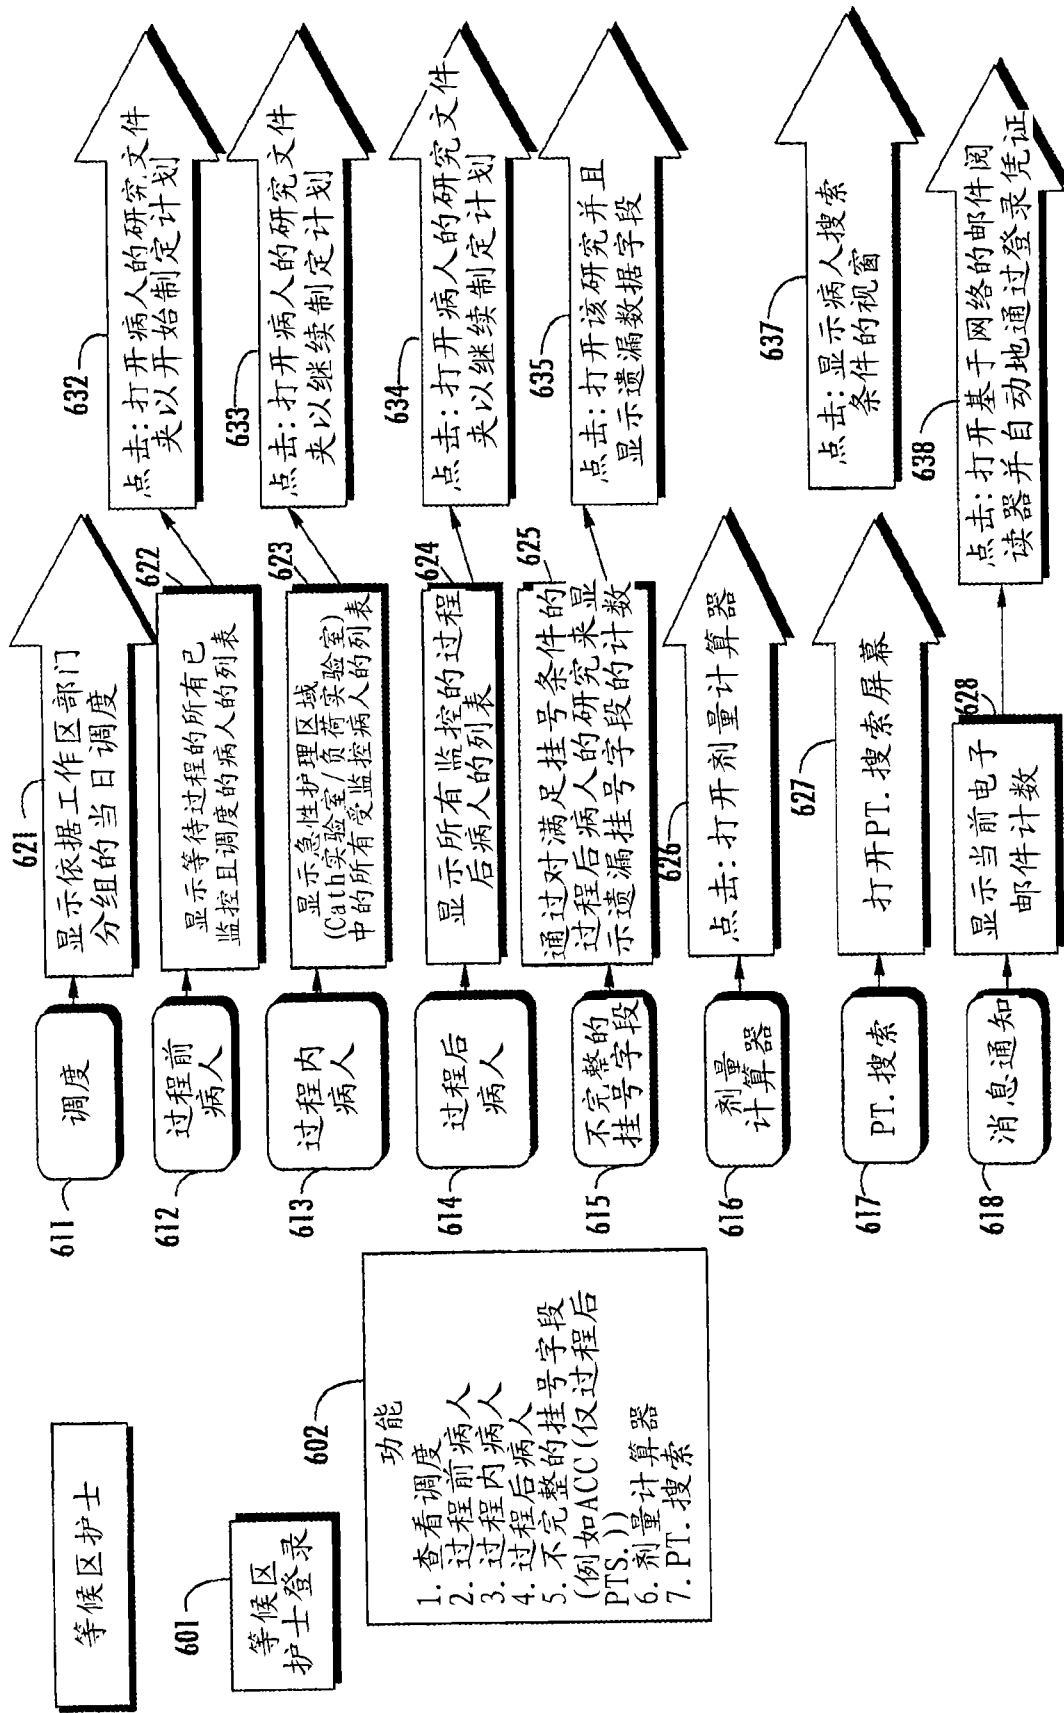 等候区护士
601
等候区
护士登录
602
功能
1. 查看调度
2. 过程前病人
3. 过程内病人
4. 过程后病人
5. 不完整的挂号字段
(例如ACC(仅过程后
PTS.))
6. 剂量计算器
7. PT. 搜索
611
调度
621
显示依据工作区部门
分组的当日调度
612
过程前
病人
622
显示等待过程的所有已
监控且调度的病人的列表
632
点击:打开病人的研究文件
夹以开始制定计划
613
过程内
病人
623
显示急性护理区域
(Cath实验室/负荷实验室)
中的所有受监控病人的列表
633
点击:打开病人的研究文件
夹以继续制定计划
614
过程后
病人
624
显示所有监控的过程
后病人的列表
634
点击:打开病人的研究文件
夹以继续制定计划
615
不完整的
挂号字段
625
通过对满足挂号条件的
过程后病人的研究来显
示遗漏挂号字段的计数
635
点击:打开该研究并且
显示遗漏数据字段
616
剂量
计算器
626
点击:打开剂量计算器
617
PT.搜索
627
打开PT.搜索屏幕
637
点击:显示病人搜索
条件的视窗
618
消息通知
628
显示当前电子
邮件计数
638
点击:打开基于网络的邮件阅
读器并自动地通过登录凭证